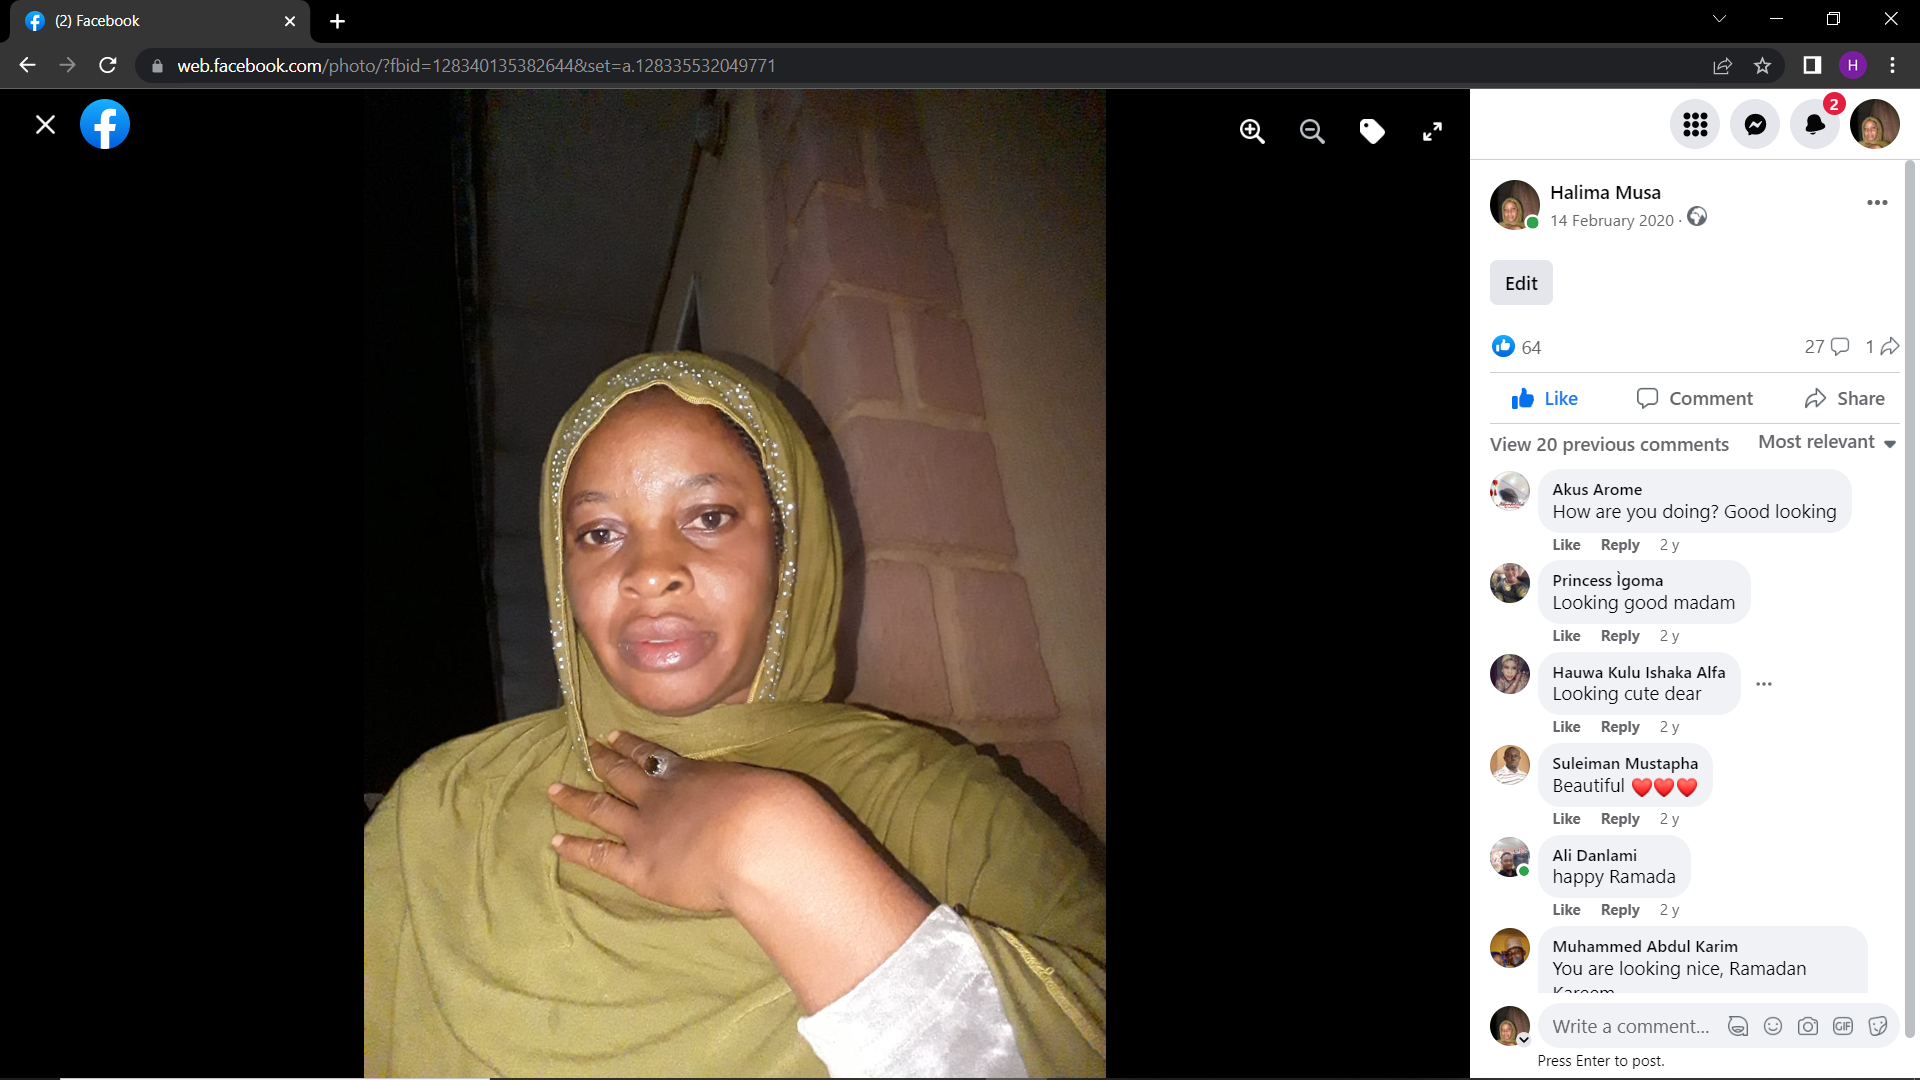 (2) Facebook
web.facebook.com/photo/?fbid=128340135382644&set=a.128335532049771
H
2
Halima Musa
14 February 2020 ·
Edit
64
27
1
Like
Comment
Share
View 20 previous comments
Most relevant
Akus Arome
How are you doing? Good looking
Like Reply 2 y
Princess Ìgoma
Looking good madam
Like Reply 2 y
Hauwa Kulu Ishaka Alfa
Looking cute dear
Like Reply 2 y
Suleiman Mustapha
Beautiful ❤️❤️❤️
Like Reply 2 y
Ali Danlami
happy Ramada
Like Reply 2 y
Muhammed Abdul Karim
You are looking nice, Ramadan
Kareem
Write a comment...
GIF
Press Enter to post.